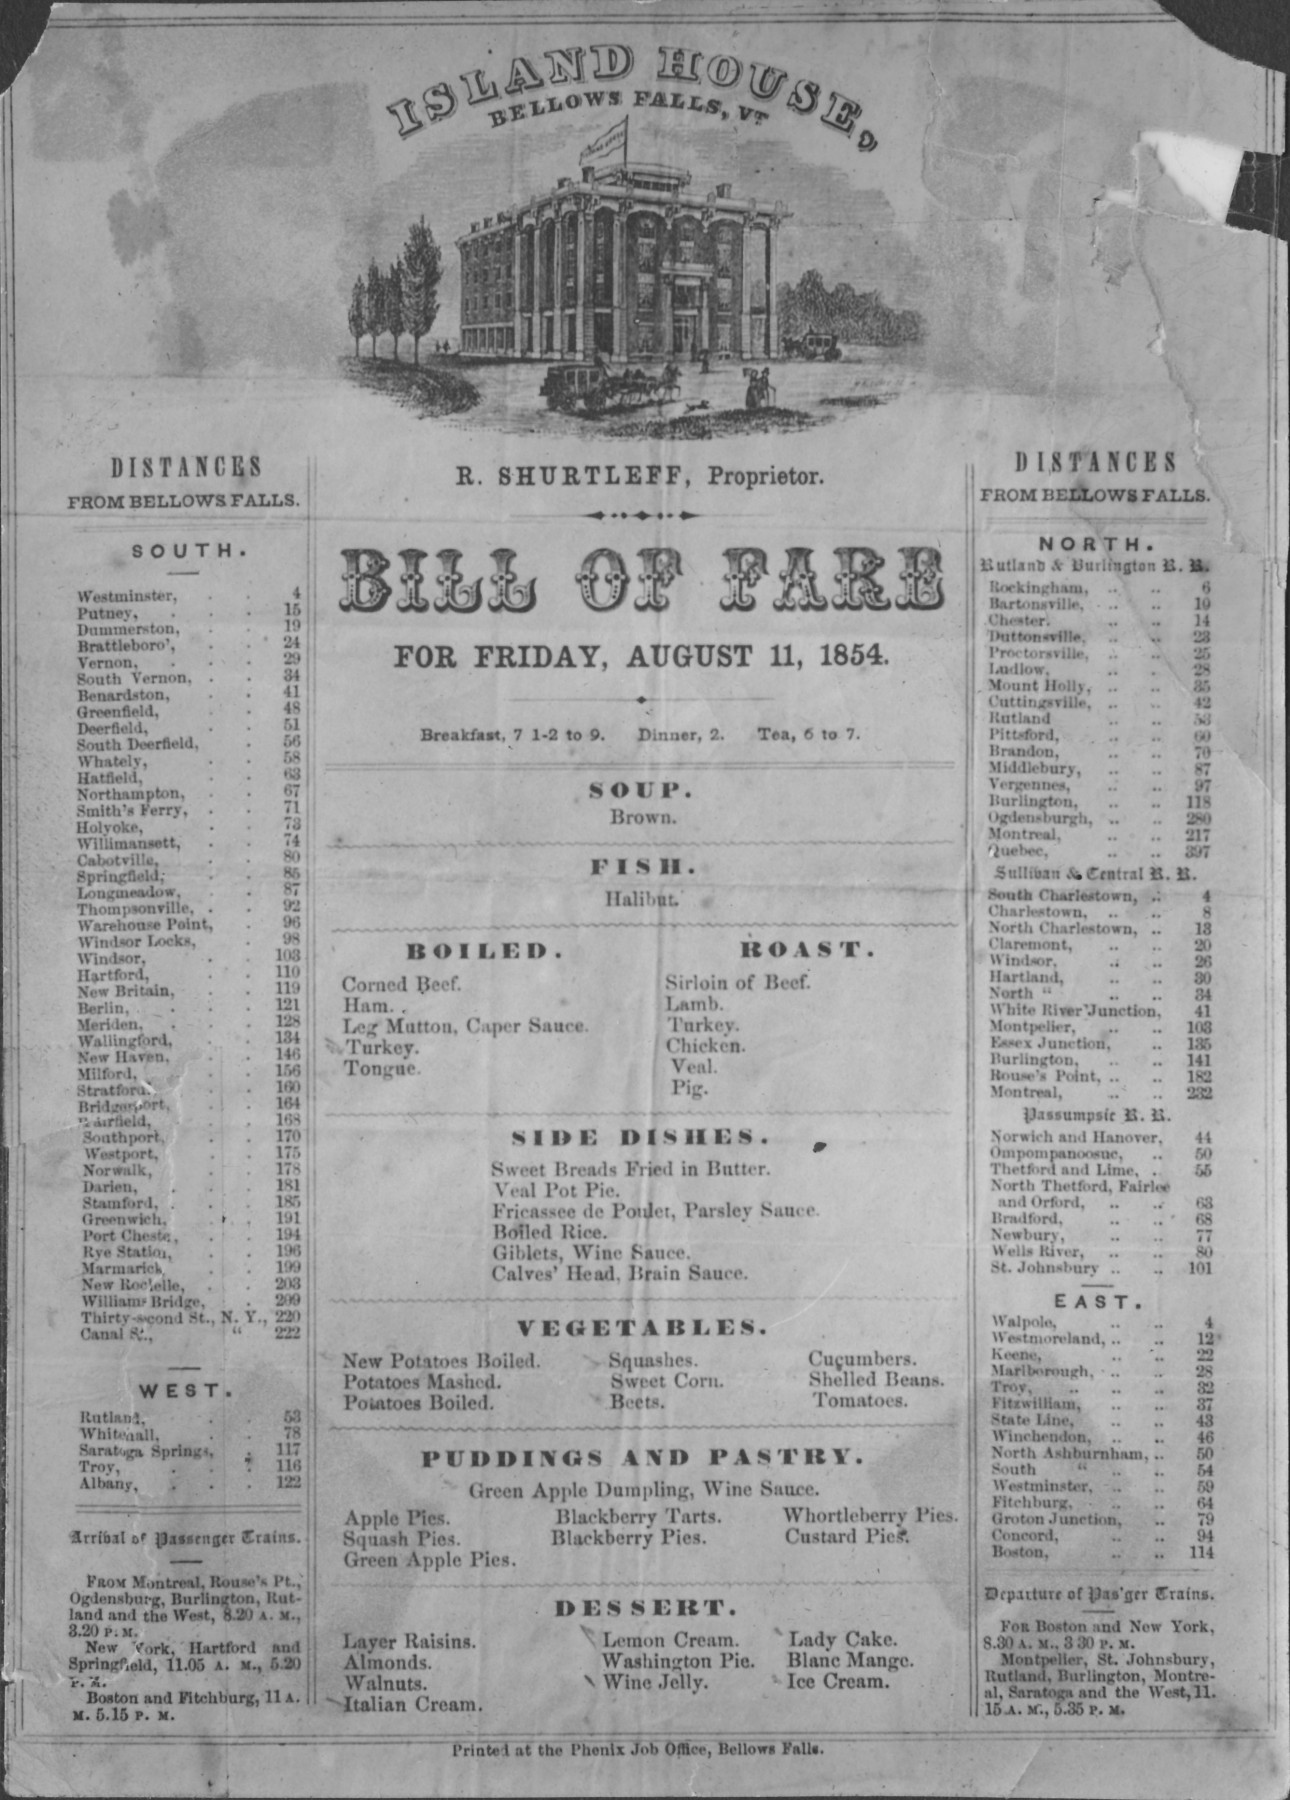 ISLAND HOUSE,
BELLOWS FALLS, VT
R. SHURTLEFF, Proprietor.
BILL OF FARE
FOR FRIDAY, AUGUST 11, 1854.
Breakfast, 7 1-2 to 9. Dinner, 2. Tea, 6 to 7.
SOUP.
Brown.
FISH.
Halibut.
BOILED.
Corned Beef.
Ham.
Leg Mutton, Caper Sauce.
Turkey.
Tongue.
ROAST.
Sirloin of Beef.
Lamb.
Turkey.
Chicken.
Veal.
Pig.
SIDE DISHES.
Sweet Breads Fried in Butter.
Veal Pot Pie.
Fricassee de Poulet, Parsley Sauce.
Boiled Rice.
Giblets, Wine Sauce.
Calves' Head, Brain Sauce.
VEGETABLES.
New Potatoes Boiled. Squashes. Cucumbers.
Potatoes Mashed. Sweet Corn. Shelled Beans.
Potatoes Boiled. Beets. Tomatoes.
PUDDINGS AND PASTRY.
Green Apple Dumpling, Wine Sauce.
Apple Pies. Blackberry Tarts. Whortleberry Pies.
Squash Pies. Blackberry Pies. Custard Pies.
Green Apple Pies.
DESSERT.
Layer Raisins. Lemon Cream. Lady Cake.
Almonds. Washington Pie. Blanc Mange.
Walnuts. Wine Jelly. Ice Cream.
Italian Cream.
DISTANCES
FROM BELLOWS FALLS.
SOUTH.
Westminster, 4
Putney, 15
Dummerston, 19
Brattleboro', 24
Vernon, 29
South Vernon, 34
Benardston, 41
Greenfield, 48
Deerfield, 51
South Deerfield, 56
Whately, 58
Hatfield, 63
Northampton, 67
Smith's Ferry, 71
Holyoke, 73
Willimansett, 74
Cabotville, 80
Springfield, 85
Longmeadow, 87
Thompsonville, 92
Warehouse Point, 96
Windsor Locks, 98
Windsor, 103
Hartford, 110
New Britain, 119
Berlin, 121
Meriden, 128
Wallingford, 134
New Haven, 146
Milford, 156
Stratford, 160
Bridgeport, 164
Fairfield, 168
Southport, 170
Westport, 175
Norwalk, 178
Darien, 181
Stamford, 185
Greenwich, 191
Port Chester, 194
Rye Station, 196
Marmarick, 199
New Rochelle, 203
Williams Bridge, 209
Thirty-second St., N. Y., 220
Canal St., " 222
WEST.
Rutland, 53
Whitehall, 78
Saratoga Springs, 117
Troy, 116
Albany, 122
Arrival of Passenger Trains.
FROM Montreal, Rouse's Pt.,
Ogdensburg, Burlington, Rut-
land and the West, 8.20 A. M.,
3.20 P. M.
New York, Hartford and
Springfield, 11.05 A. M., 5.20
P. M.
Boston and Fitchburg, 11 A.
M. 5.15 P. M.
DISTANCES
FROM BELLOWS FALLS.
NORTH.
Rutland & Burlington R. R.
Rockingham, 6
Bartonsville, 10
Chester. 14
Duttonsville, 23
Proctorsville, 25
Ludlow, 28
Mount Holly, 35
Cuttingsville, 42
Rutland 53
Pittsford, 60
Brandon, 70
Middlebury, 87
Vergennes, 97
Burlington, 118
Ogdensburgh, 280
Montreal, 217
Quebec, 397
Sullivan & Central R. R.
South Charlestown, 4
Charlestown, 8
North Charlestown, 13
Claremont, 20
Windsor, 26
Hartland, 30
North " 34
White River Junction, 41
Montpelier, 103
Essex Junction, 135
Burlington, 141
Rouse's Point, 182
Montreal, 232
Passumpsic R. R.
Norwich and Hanover, 44
Ompompanoosuc, 50
Thetford and Lime, 55
North Thetford, Fairlee
and Orford, 63
Bradford, 68
Newbury, 77
Wells River, 80
St. Johnsbury 101
EAST.
Walpole, 4
Westmoreland, 12
Keene, 22
Marlborough, 28
Troy, 32
Fitzwilliam, 37
State Line, 43
Winchendon, 46
North Ashburnham, 50
South " 54
Westminster, 59
Fitchburg, 64
Groton Junction, 79
Concord, 94
Boston, 114
Departure of Pas'ger Trains.
FOR Boston and New York,
8.30 A. M., 3 30 P. M.
Montpelier, St. Johnsbury,
Rutland, Burlington, Montre-
al, Saratoga and the West, 11.
15 A. M., 5.35 P. M.
Printed at the Phenix Job Office, Bellows Falls.